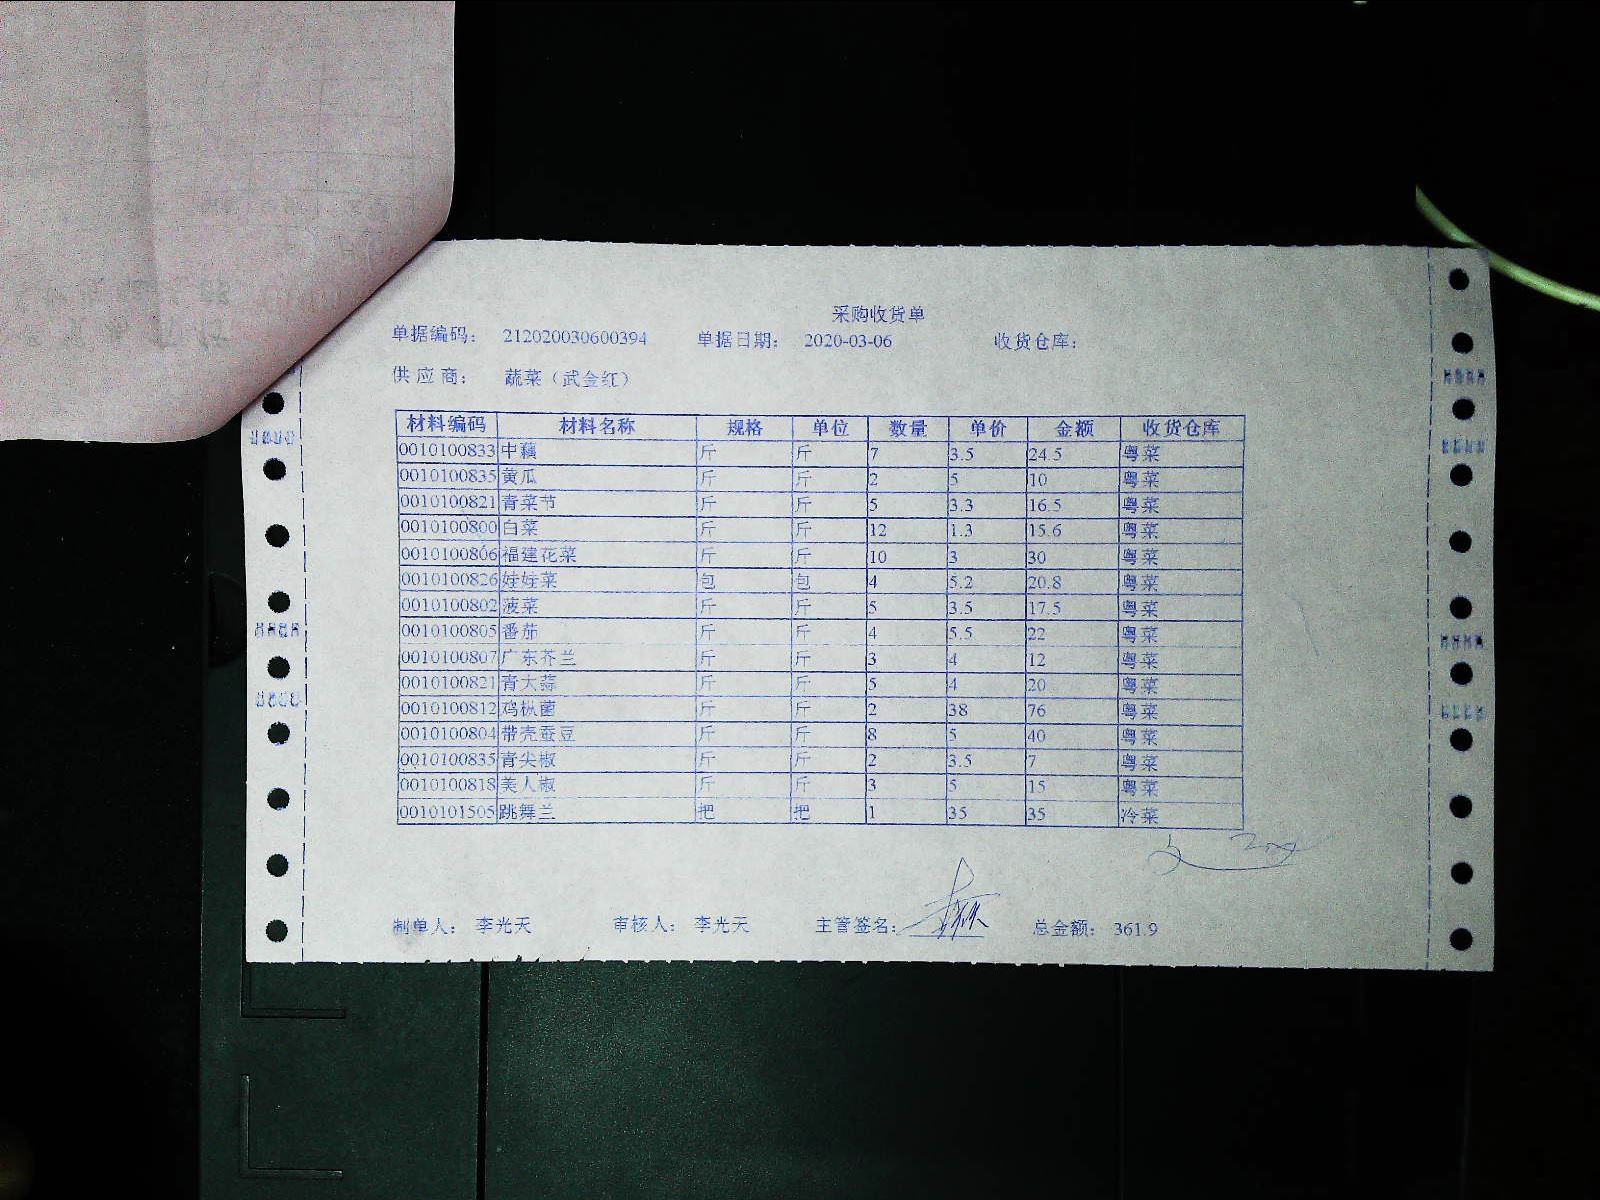 采购收货单
单据编码： 212020030600394 单据日期： 2020-03-06 收货仓库：
供应商： 蔬菜（武金红）
材料编码 材料名称 规格 单位 数量 单价 金额 收货仓库
0010100833 中藕 斤 斤 7 3.5 24.5 粤菜
0010100835 黄瓜 斤 斤 2 5 10 粤菜
0010100821 青菜节 斤 斤 5 3.3 16.5 粤菜
0010100800 白菜 斤 斤 12 1.3 15.6 粤菜
0010100806 福建花菜 斤 斤 10 3 30 粤菜
0010100826 娃娃菜 包 包 4 5.2 20.8 粤菜
0010100802 菠菜 斤 斤 5 3.5 17.5 粤菜
0010100805 番茄 斤 斤 4 5.5 22 粤菜
0010100807 广东芥兰 斤 斤 3 4 12 粤菜
0010100821 青大蒜 斤 斤 5 4 20 粤菜
0010100812 鸡枞菌 斤 斤 2 38 76 粤菜
0010100804 带壳蚕豆 斤 斤 8 5 40 粤菜
0010100835 青尖椒 斤 斤 2 3.5 7 粤菜
0010100818 美人椒 斤 斤 3 5 15 粤菜
0010101505 跳舞兰 把 把 1 35 35 冷菜
制单人： 李光天 审核人： 李光天 主管签名： 总金额： 361.9